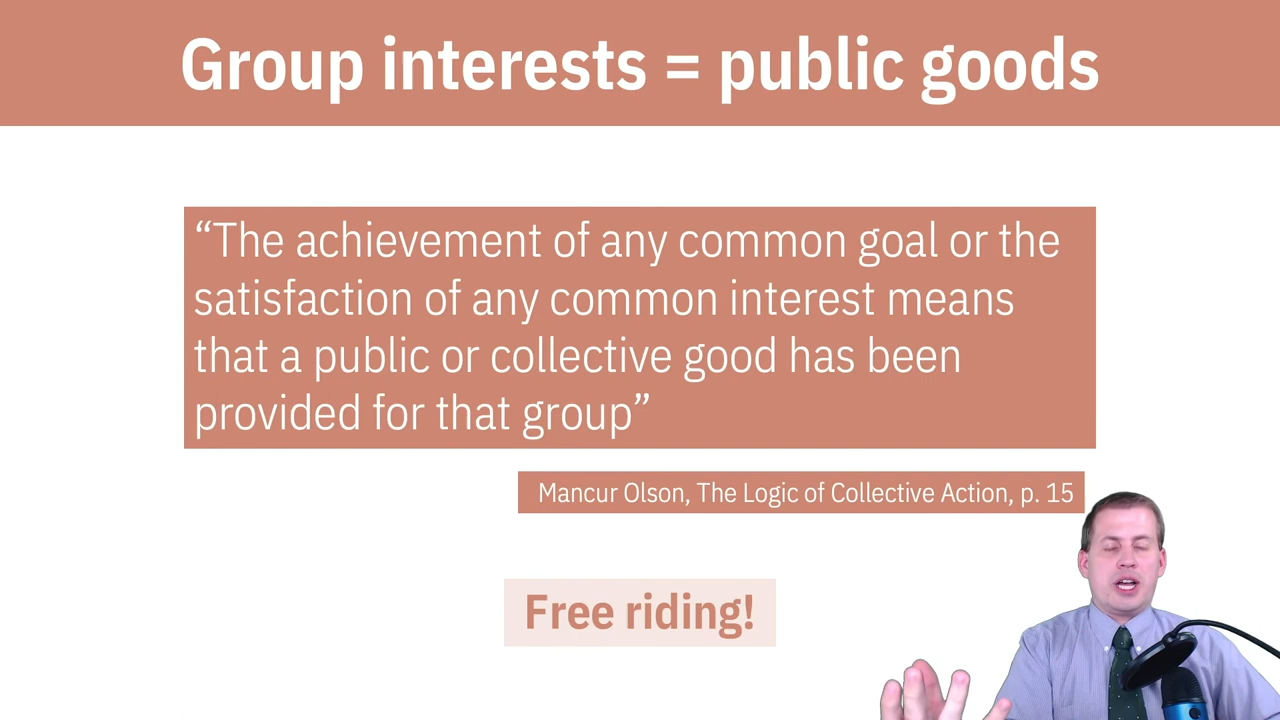 Group interests = public goods
“The achievement of any common goal or the
satisfaction of any common interest means
that a public or collective good has been
provided for that group”
Mancur Olson, The Logic of Collective Action, p. 15
Free riding!